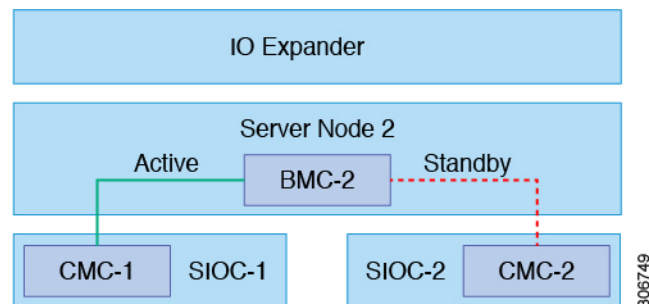 IO Expander
Server Node 2
Active
BMC-2
Standby
CMC-1
SIOC-1
SIOC-2
CMC-2
306749